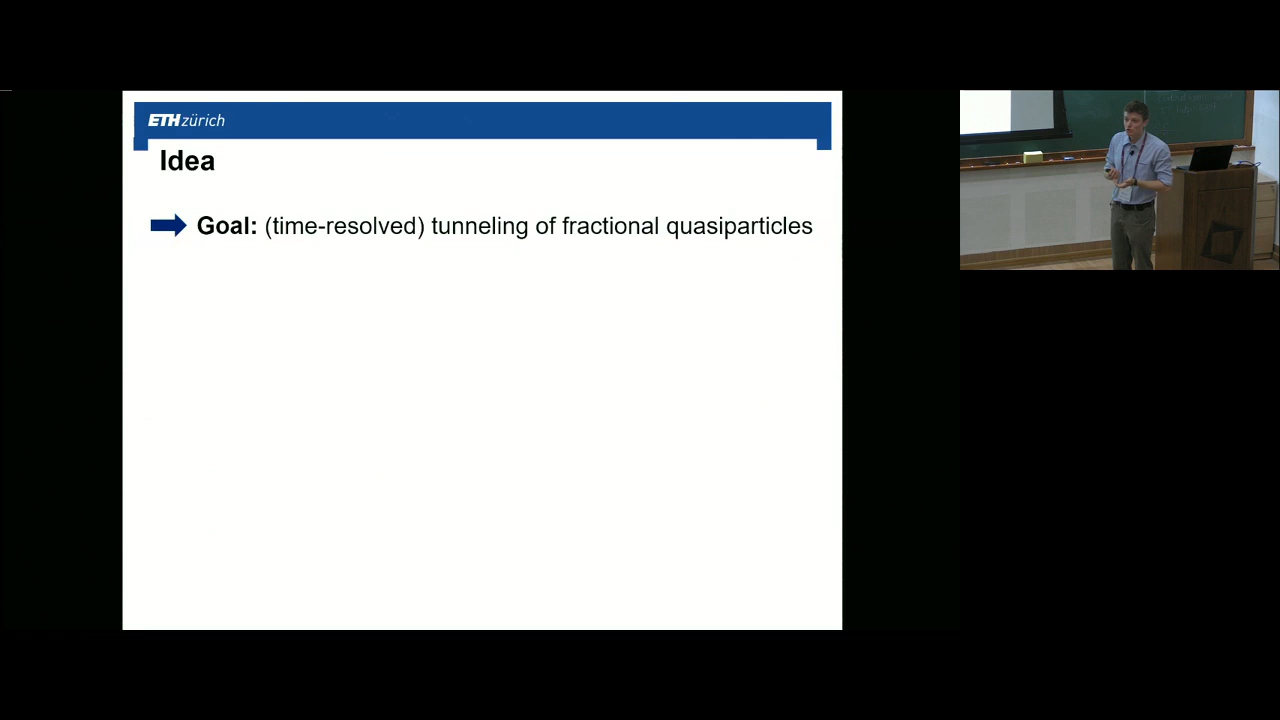 ETH zürich
Idea
Goal: (time-resolved) tunneling of fractional quasiparticles